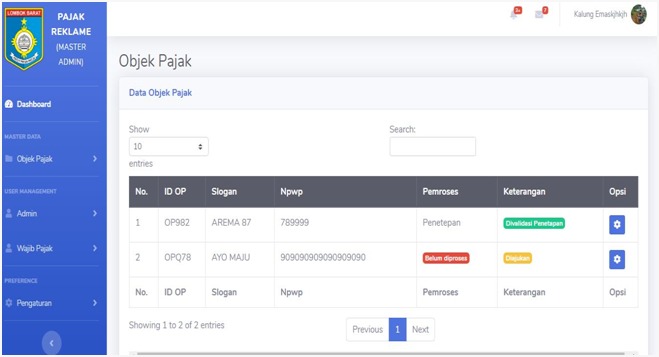 LOMBOK BARAT
PAJAK
REKLAME
(MASTER
ADMIN)
Kalung Emaskjhkjh
Dashboard
MASTER DATA
Objek Pajak
USER MANAGEMENT
Admin
Wajib Pajak
PREFERENCE
Pengaturan
Objek Pajak
Data Objek Pajak
Show
10
entries
Search:
No. ID OP Slogan Npwp Pemroses Keterangan Opsi
1 OP982 AREMA 87 789999 Penetepan Divalidasi Penetapan
2 OPQ78 AYO MAJU 909090909090909090 Belum diproses Diajukan
No. ID OP Slogan Npwp Pemroses Keterangan Opsi
Showing 1 to 2 of 2 entries
Previous 1 Next